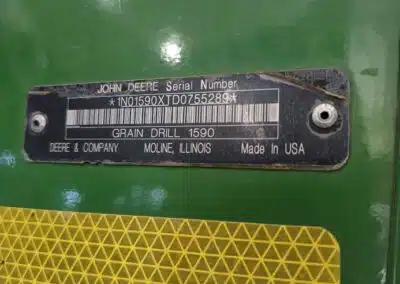 JOHN DEERE Serial Number
*1N01590XTD0755289*
GRAIN DRILL 1590
DEERE & COMPANY MOLINE, ILLINOIS Made In USA